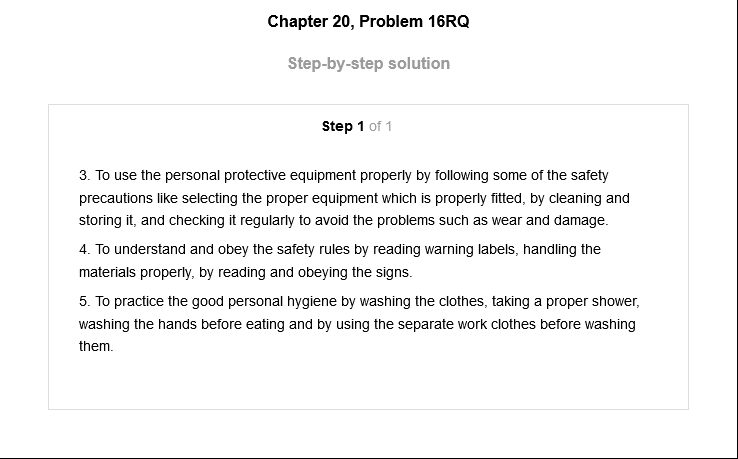 Chapter 20, Problem 16RQ
Step-by-step solution
Step 1 of 1
3. To use the personal protective equipment properly by following some of the safety
precautions like selecting the proper equipment which is properly fitted, by cleaning and
storing it, and checking it regularly to avoid the problems such as wear and damage.
4. To understand and obey the safety rules by reading warning labels, handling the
materials properly, by reading and obeying the signs.
5. To practice the good personal hygiene by washing the clothes, taking a proper shower,
washing the hands before eating and by using the separate work clothes before washing
them.